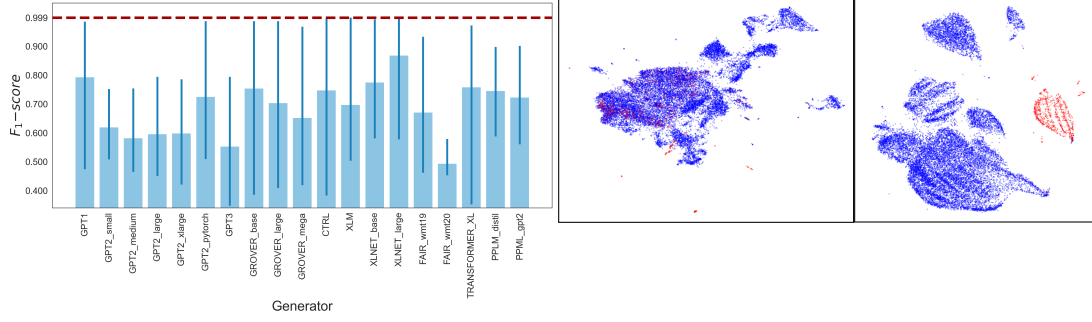 0.999
0.900
0.800
0.700
0.600
0.500
0.400
F₁−score
GPT1
GPT2_small
GPT2_medium
GPT2_large
GPT2_xlarge
GPT2_pytorch
GPT3
GROVER_base
GROVER_large
GROVER_mega
CTRL
XLM
XLNET_base
XLNET_large
FAIR_wmt19
FAIR_wmt20
TRANSFORMER_XL
PPLM_distil
PPML_gpt2
Generator